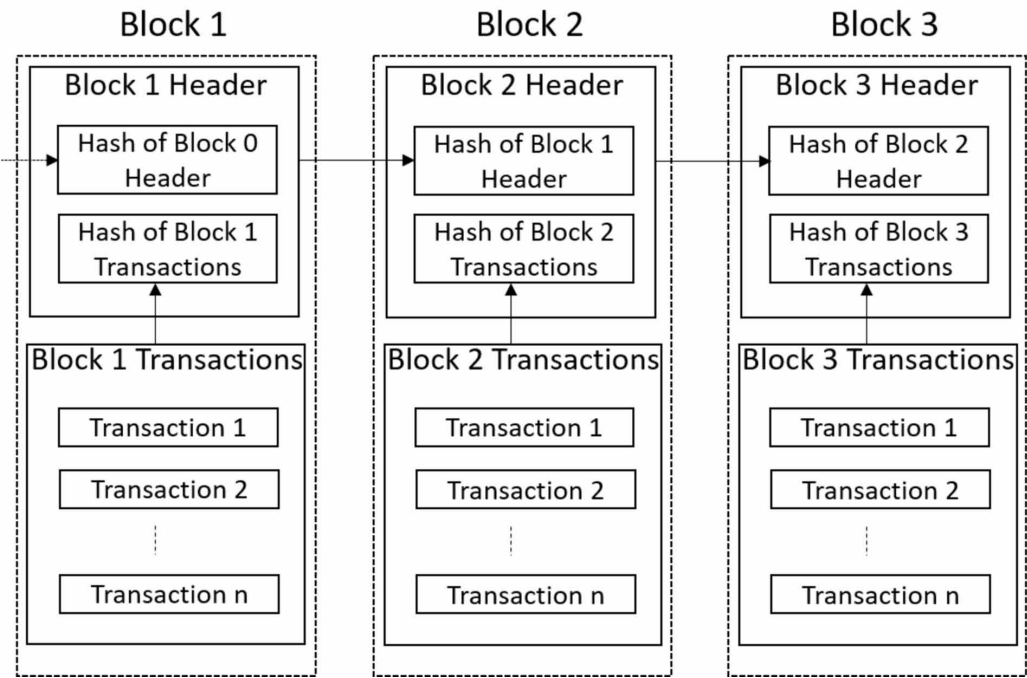 Block 1
Block 2
Block 3
Block 1 Header
Hash of Block 0
Header
Hash of Block 1
Transactions
Block 1 Transactions
Transaction 1
Transaction 2
Transaction n
Block 2 Header
Hash of Block 1
Header
Hash of Block 2
Transactions
Block 2 Transactions
Transaction 1
Transaction 2
Transaction n
Block 3 Header
Hash of Block 2
Header
Hash of Block 3
Transactions
Block 3 Transactions
Transaction 1
Transaction 2
Transaction n